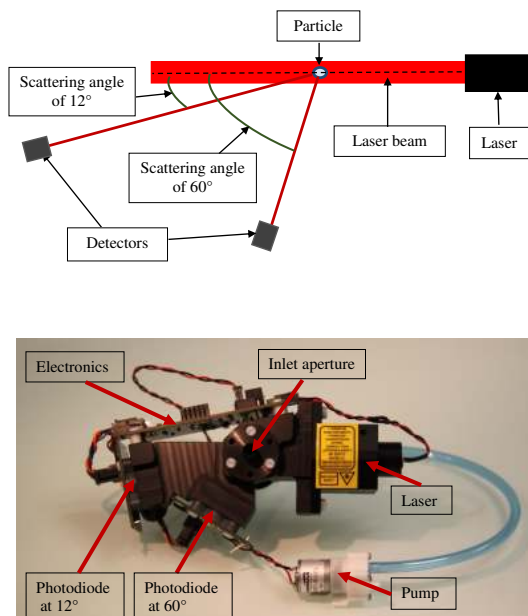 Particle
Scattering angle
of 12°
Scattering angle
of 60°
Laser beam
Laser
Detectors
Electronics
Inlet aperture
Laser
Photodiode
at 12°
Photodiode
at 60°
Pump